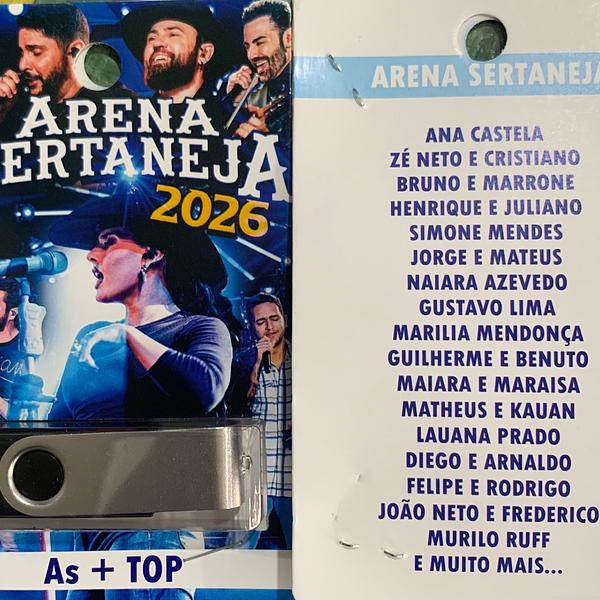 ARENA
ERTANEJA
2026
As + TOP
ARENA SERTANEJA
ANA CASTELA
ZÉ NETO E CRISTIANO
BRUNO E MARRONE
HENRIQUE E JULIANO
SIMONE MENDES
JORGE E MATEUS
NAIARA AZEVEDO
GUSTAVO LIMA
MARILIA MENDONÇA
GUILHERME E BENUTO
MAIARA E MARAISA
MATHEUS E KAUAN
LAUANA PRADO
DIEGO E ARNALDO
FELIPE E RODRIGO
JOÃO NETO E FREDERICO
MURILO RUFF
E MUITO MAIS...